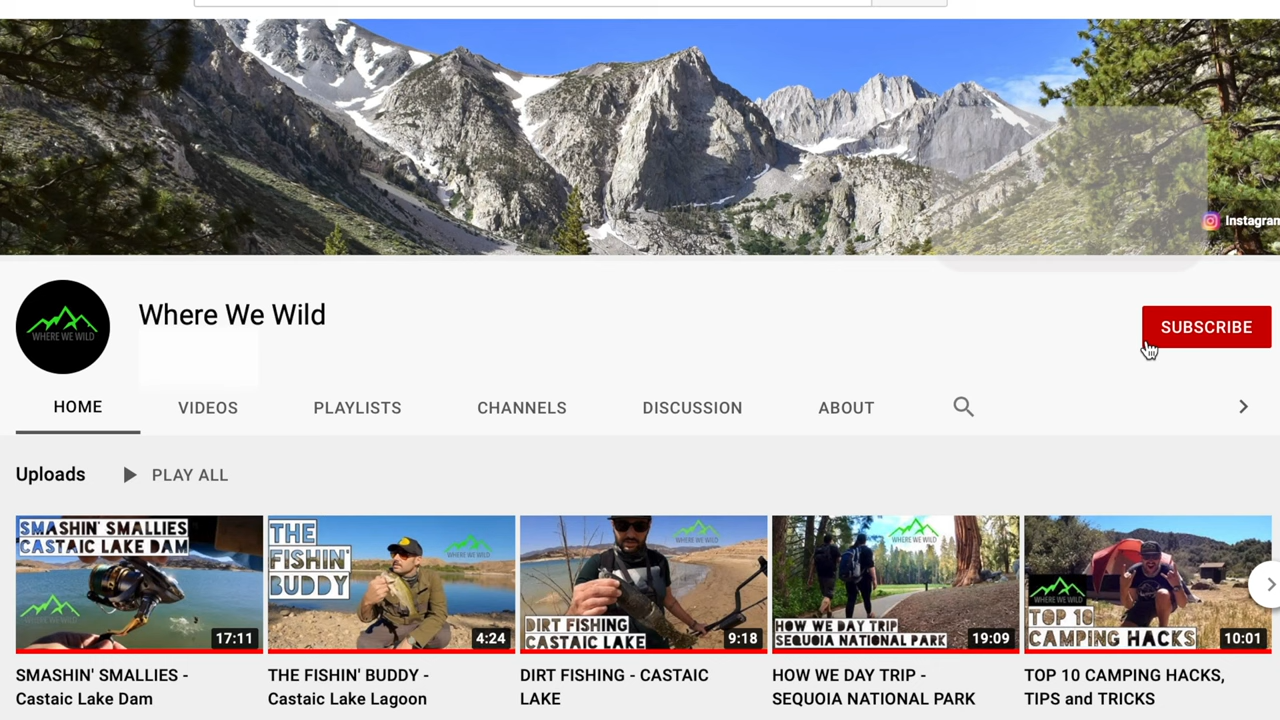 Instagram
WHERE WE WILD
Where We Wild
SUBSCRIBE
HOME
VIDEOS
PLAYLISTS
CHANNELS
DISCUSSION
ABOUT
Uploads
PLAY ALL
SMASHIN' SMALLIES
CASTAIC LAKE DAM
17:11
THE
FISHIN'
BUDDY
WHERE WE WILD
4:24
WHERE WE WILD
DIRT FISHING
CASTAIC LAKE
9:18
WHERE WE WILD
HOW WE DAY TRIP
SEQUOIA NATIONAL PARK
19:09
WHERE WE WILD
TOP 10
CAMPING HACKS
10:01
SMASHIN' SMALLIES -
Castaic Lake Dam
THE FISHIN' BUDDY -
Castaic Lake Lagoon
DIRT FISHING - CASTAIC
LAKE
HOW WE DAY TRIP -
SEQUOIA NATIONAL PARK
TOP 10 CAMPING HACKS,
TIPS and TRICKS